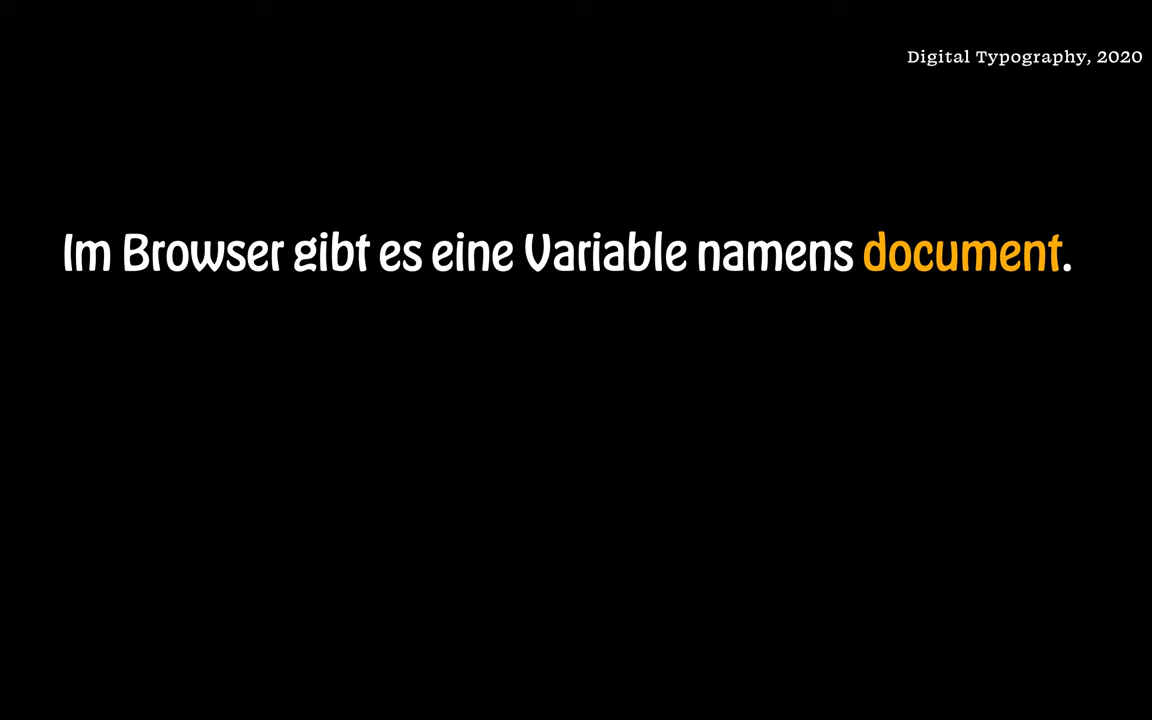 Digital Typography, 2020
Im Browser gibt es eine Variable namens document.